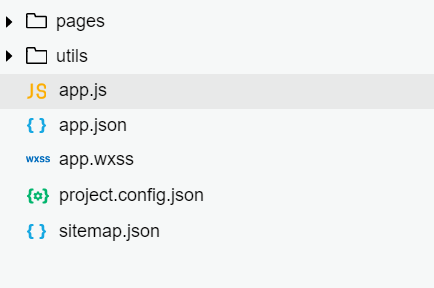 pages
utils
JS app.js
{ } app.json
wxss app.wxss
project.config.json
{ } sitemap.json